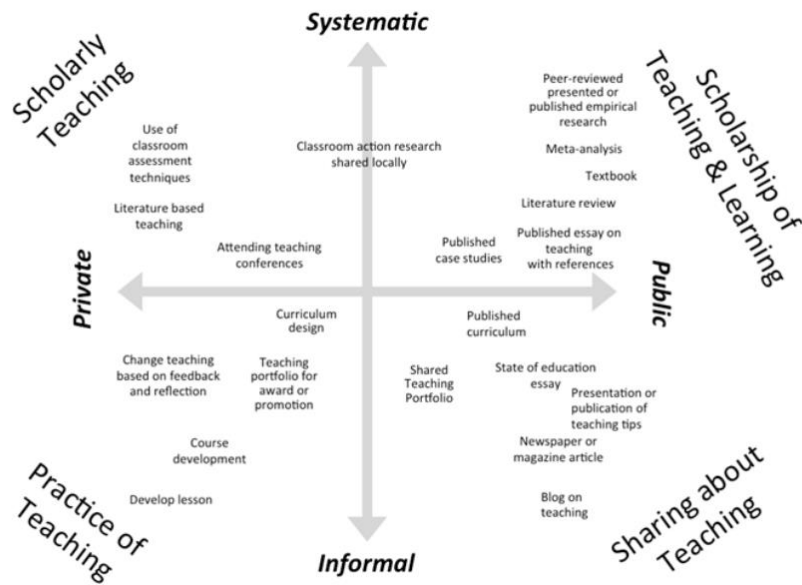 Systematic
Scholarly
Teaching
Scholarship of
Teaching & Learning
Peer-reviewed
presented or
published empirical
research
Use of
classroom
assessment
techniques
Classroom action research
shared locally
Meta-analysis
Textbook
Literature based
teaching
Literature review
Attending teaching
conferences
Published
case studies
Published essay on
teaching
with references
Private
Public
Curriculum
design
Published
curriculum
Change teaching
based on feedback
and reflection
Teaching
portfolio for
award or
promotion
Shared
Teaching
Portfolio
State of education
essay
Presentation or
publication of
teaching tips
Course
development
Newspaper or
magazine article
Develop lesson
Blog on
teaching
Practice of
Teaching
Sharing about
Teaching
Informal